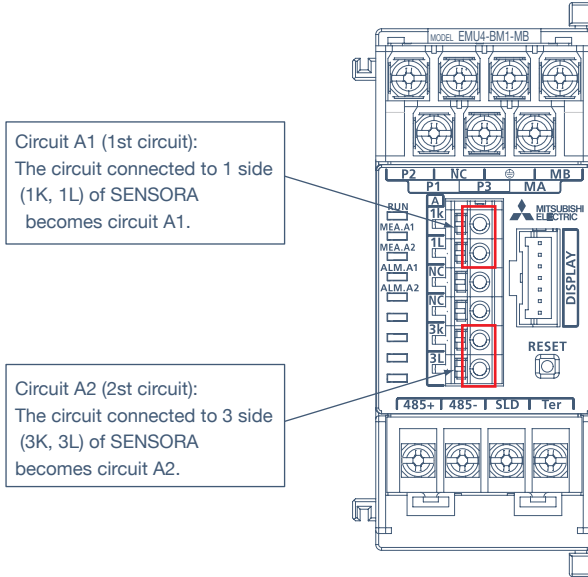 MODEL EMU4-BM1-MB
Circuit A1 (1st circuit):
The circuit connected to 1 side
(1K, 1L) of SENSORA
becomes circuit A1.
P2 NC MB
P1 P3 MA
RUN
MEA.A1
MEA.A2
ALM.A1
ALM.A2
A
1k
1L
NC
NC
3k
3L
MITSUBISHI
ELECTRIC
DISPLAY
RESET
Circuit A2 (2st circuit):
The circuit connected to 3 side
(3K, 3L) of SENSORA
becomes circuit A2.
485+ 485- SLD Ter